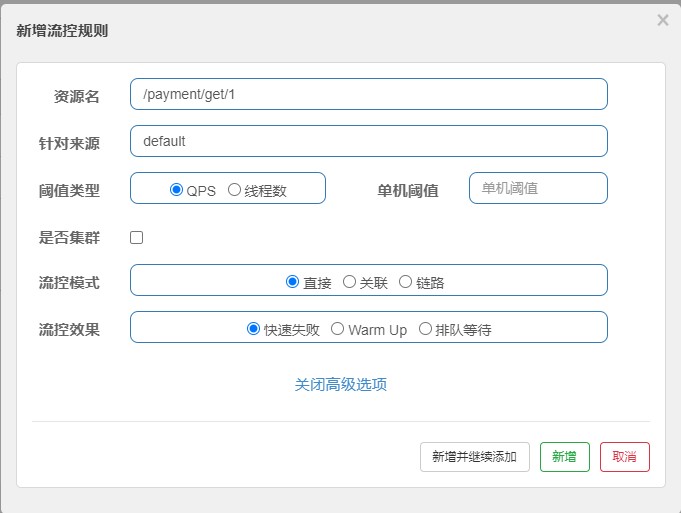 新增流控规则
资源名 /payment/get/1
针对来源 default
阈值类型 QPS 线程数 单机阈值 单机阈值
是否集群
流控模式 直接 关联 链路
流控效果 快速失败 Warm Up 排队等待
关闭高级选项
新增并继续添加 新增 取消